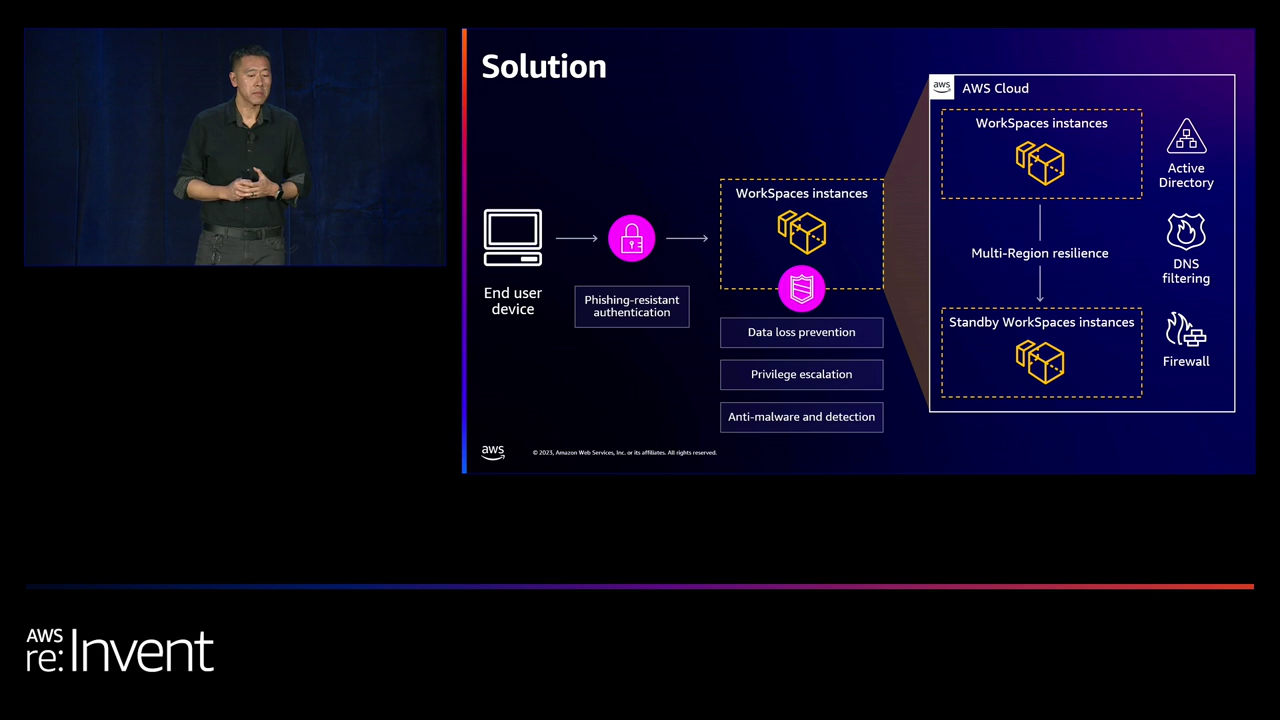 Solution
End user
device
Phishing-resistant
authentication
WorkSpaces instances
Data loss prevention
Privilege escalation
Anti-malware and detection
aws
AWS Cloud
WorkSpaces instances
Multi-Region resilience
Standby WorkSpaces instances
Active
Directory
DNS
filtering
Firewall
aws
© 2023, Amazon Web Services, Inc. or its affiliates. All rights reserved.
AWS
re:Invent